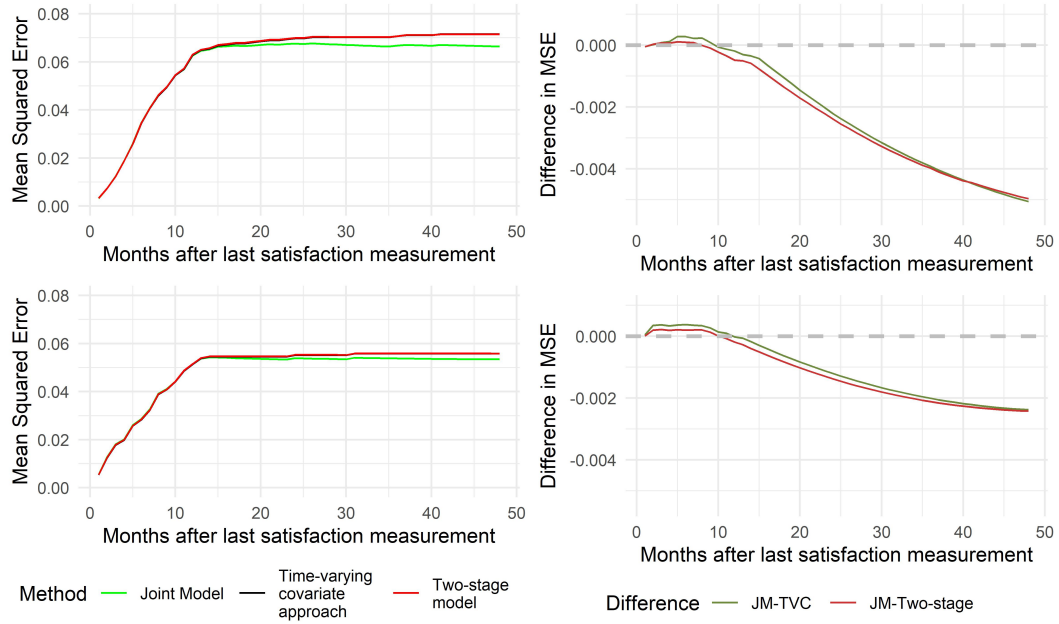 Mean Squared Error
0.08
0.06
0.04
0.02
0.00
0 10 20 30 40 50
Months after last satisfaction measurement
Difference in MSE
0.000
-0.002
-0.004
0 10 20 30 40 50
Months after last satisfaction measurement
Mean Squared Error
0.08
0.06
0.04
0.02
0.00
0 10 20 30 40 50
Months after last satisfaction measurement
Difference in MSE
0.000
-0.002
-0.004
0 10 20 30 40 50
Months after last satisfaction measurement
Method
Joint Model
Time-varying
covariate
approach
Two-stage
model
Difference
JM-TVC
JM-Two-stage